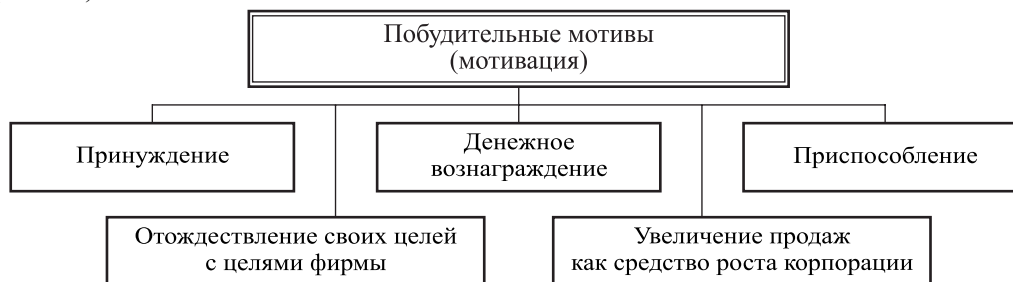 Побудительные мотивы
(мотивация)
Принуждение
Денежное
вознаграждение
Приспособление
Отождествление своих целей
с целями фирмы
Увеличение продаж
как средство роста корпорации